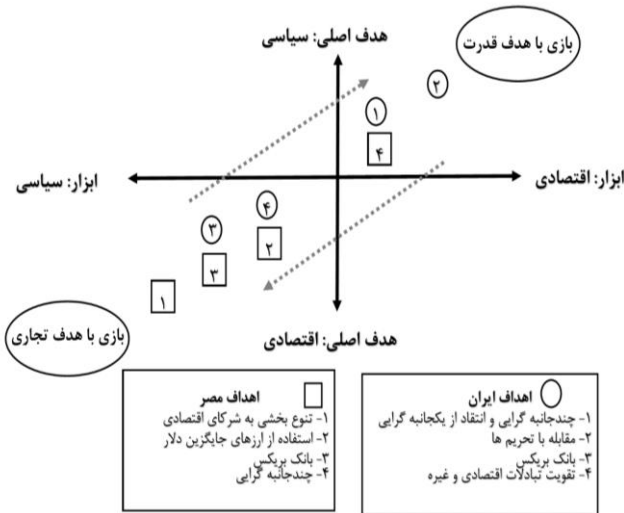 هدف اصلی: سیاسی
بازی با هدف قدرت
۲
۱
۴
ابزار: اقتصادی
ابزار: سیاسی
۴
۳
۲
۳
۱
بازی با هدف تجاری
هدف اصلی: اقتصادی
اهداف ایران
۱- چندجانبه گرایی و انتقاد از یکجانبه گرایی
۲- مقابله با تحریم ها
۳- بانک بریکس
۴- تقویت تبادلات اقتصادی و غیره
اهداف مصر
۱- تنوع بخشی به شرکای اقتصادی
۲- استفاده از ارزهای جایگزین دلار
۳- بانک بریکس
۴- چندجانبه گرایی